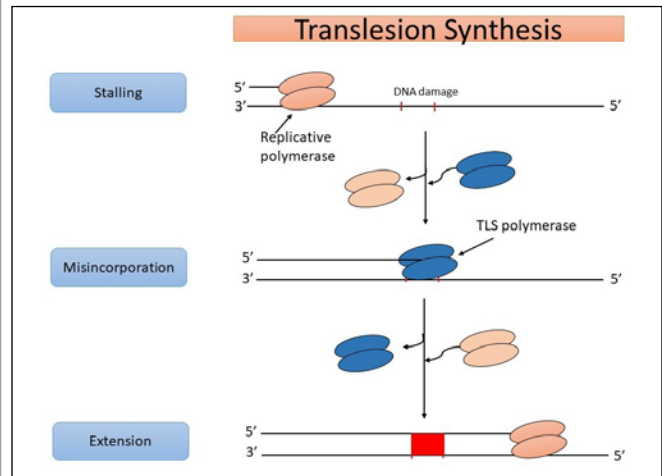 Translesion Synthesis
Stalling
5′
3′
DNA damage
5′
Replicative
polymerase
TLS polymerase
Misincorporation
5′
3′
5′
Extension
5′
3′
5′